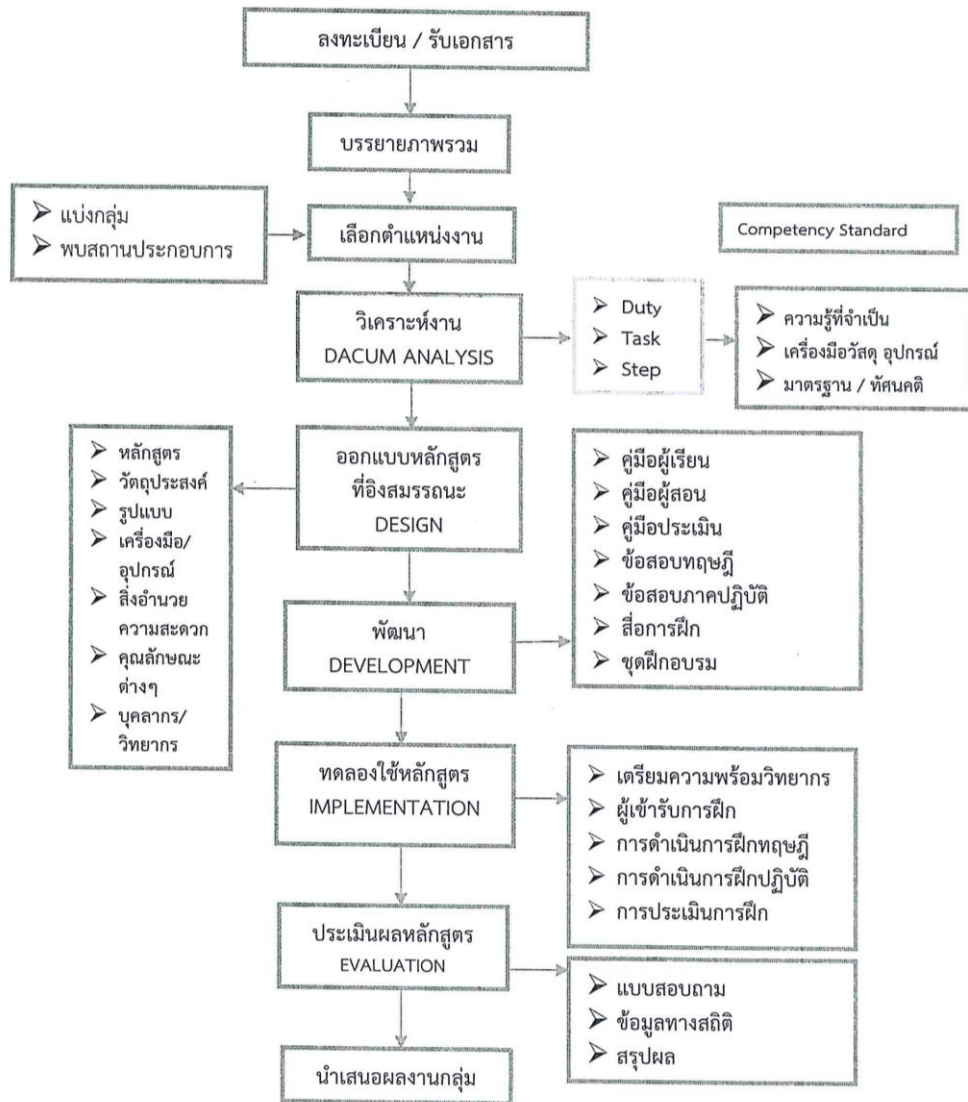 ลงทะเบียน / รับเอกสาร
บรรยายภาพรวม
➢ แบ่งกลุ่ม
➢ พบสถานประกอบการ
เลือกตำแหน่งงาน
Competency Standard
วิเคราะห์งาน
DACUM ANALYSIS
➢ Duty
➢ Task
➢ Step
➢ ความรู้ที่จำเป็น
➢ เครื่องมือวัสดุ อุปกรณ์
➢ มาตรฐาน / ทัศนคติ
➢ หลักสูตร
➢ วัตถุประสงค์
➢ รูปแบบ
➢ เครื่องมือ/
อุปกรณ์
➢ สิ่งอำนวย
ความสะดวก
➢ คุณลักษณะ
ต่างๆ
➢ บุคลากร/
วิทยากร
ออกแบบหลักสูตร
ที่อิงสมรรถนะ
DESIGN
➢ คู่มือผู้เรียน
➢ คู่มือผู้สอน
➢ คู่มือประเมิน
➢ ข้อสอบทฤษฎี
➢ ข้อสอบภาคปฏิบัติ
➢ สื่อการฝึก
➢ ชุดฝึกอบรม
พัฒนา
DEVELOPMENT
ทดลองใช้หลักสูตร
IMPLEMENTATION
➢ เตรียมความพร้อมวิทยากร
➢ ผู้เข้ารับการฝึก
➢ การดำเนินการฝึกทฤษฎี
➢ การดำเนินการฝึกปฏิบัติ
➢ การประเมินการฝึก
ประเมินผลหลักสูตร
EVALUATION
➢ แบบสอบถาม
➢ ข้อมูลทางสถิติ
➢ สรุปผล
นำเสนอผลงานกลุ่ม